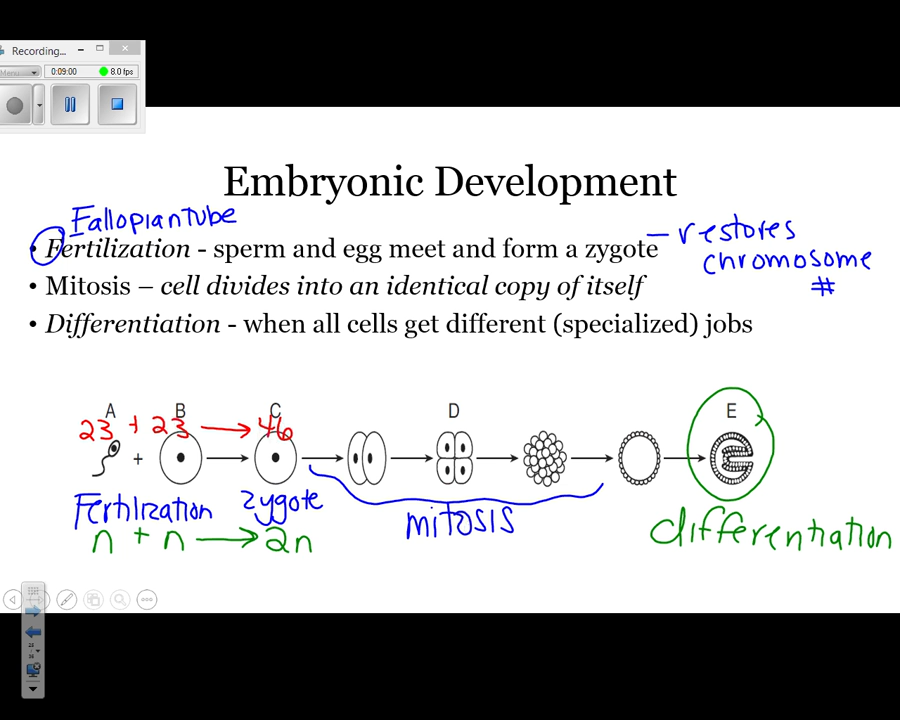 Recording...
Menu
0:09:00 8.0 fps
Embryonic Development
Fallopian tube
• Fertilization - sperm and egg meet and form a zygote – restores
chromosome
#
• Mitosis – cell divides into an identical copy of itself
• Differentiation - when all cells get different (specialized) jobs
A B C D E
23 + 23 → 46
+
Fertilization zygote mitosis differentiation
n + n → 2n